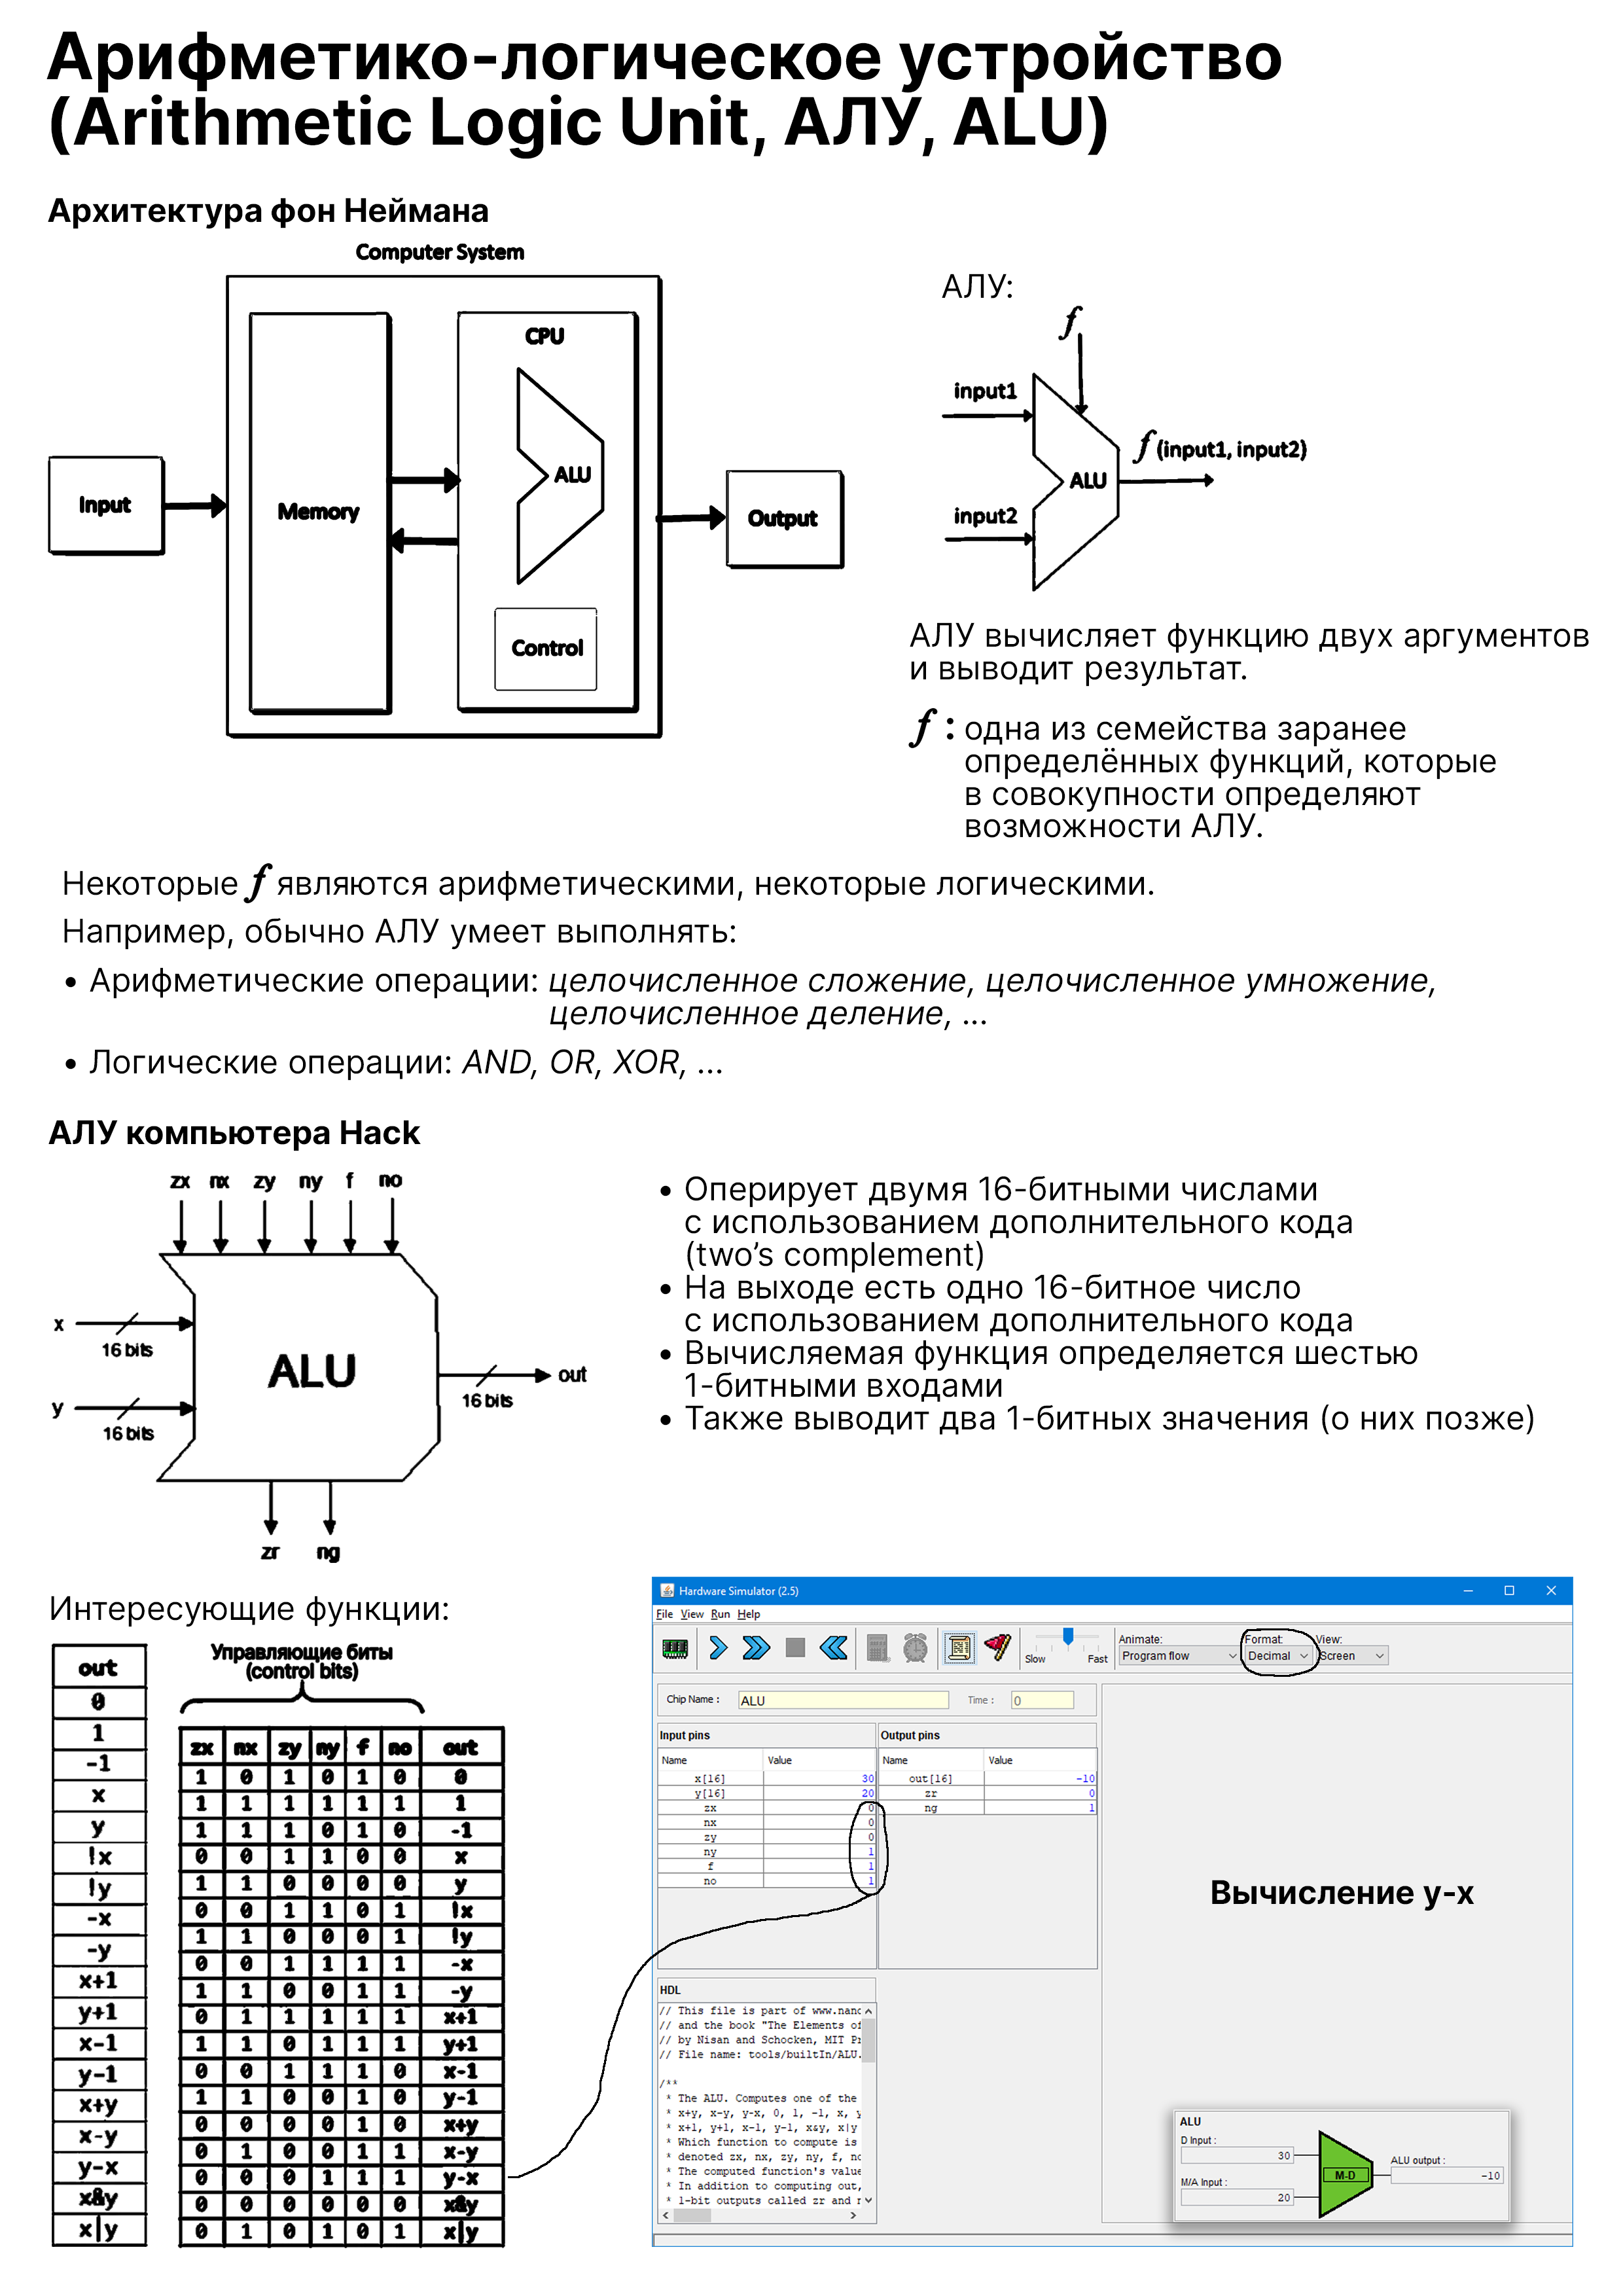 Арифметико-логическое устройство
(Arithmetic Logic Unit, АЛУ, ALU)
Архитектура фон Неймана
Computer System
Input
Memory
CPU
ALU
Control
Output
АЛУ:
f
input1
input2
ALU
f (input1, input2)
АЛУ вычисляет функцию двух аргументов
и выводит результат.
f : одна из семейства заранее
определённых функций, которые
в совокупности определяют
возможности АЛУ.
Некоторые f являются арифметическими, некоторые логическими.
Например, обычно АЛУ умеет выполнять:
• Арифметические операции: целочисленное сложение, целочисленное умножение,
целочисленное деление, ...
• Логические операции: AND, OR, XOR, ...
АЛУ компьютера Hack
zx nx zy ny f no
x
16 bits
y
16 bits
ALU
out
16 bits
zr ng
• Оперирует двумя 16-битными числами
с использованием дополнительного кода
(two's complement)
• На выходе есть одно 16-битное число
с использованием дополнительного кода
• Вычисляемая функция определяется шестью
1-битными входами
• Также выводит два 1-битных значения (о них позже)
Интересующие функции:
out
0
1
-1
x
y
!x
!y
-x
-y
x+1
y+1
x-1
y-1
x+y
x-y
y-x
x&y
x|y
Управляющие биты
(control bits)
zx nx zy ny f no out
1 0 1 0 1 0 0
1 1 1 1 1 1 1
1 1 1 0 1 0 -1
0 0 1 1 0 0 x
1 1 0 0 0 0 y
0 0 1 1 0 1 !x
1 1 0 0 0 1 !y
0 0 1 1 1 1 -x
1 1 0 0 1 1 -y
0 1 1 1 1 1 x+1
1 1 0 1 1 1 y+1
0 0 1 1 1 0 x-1
1 1 0 0 1 0 y-1
0 0 0 0 1 0 x+y
0 1 0 0 1 1 x-y
0 0 0 1 1 1 y-x
0 0 0 0 0 0 x&y
0 1 0 1 0 1 x|y
Hardware Simulator (2.5)
File View Run Help
Slow Fast
Animate:
Program flow
Format:
Decimal
View:
Screen
Chip Name : ALU
Time : 0
Input pins
Name Value
x[16] 30
y[16] 20
zx 0
nx 0
zy 0
ny 1
f 1
no 1
Output pins
Name Value
out[16] -10
zr 0
ng 1
HDL
// This file is part of www.nand
// and the book "The Elements of
// by Nisan and Schocken, MIT Pr
// File name: tools/builtIn/ALU.
/**
* The ALU. Computes one of the
* x+y, x-y, y-x, 0, 1, -1, x, y
* x+1, y+1, x-1, y-1, x&y, x|y
* Which function to compute is
* denoted zx, nx, zy, ny, f, no
* The computed function's value
* In addition to computing out,
* 1-bit outputs called zr and n
Вычисление y-x
ALU
D Input :
30
M/A Input :
20
M-D
ALU output :
-10